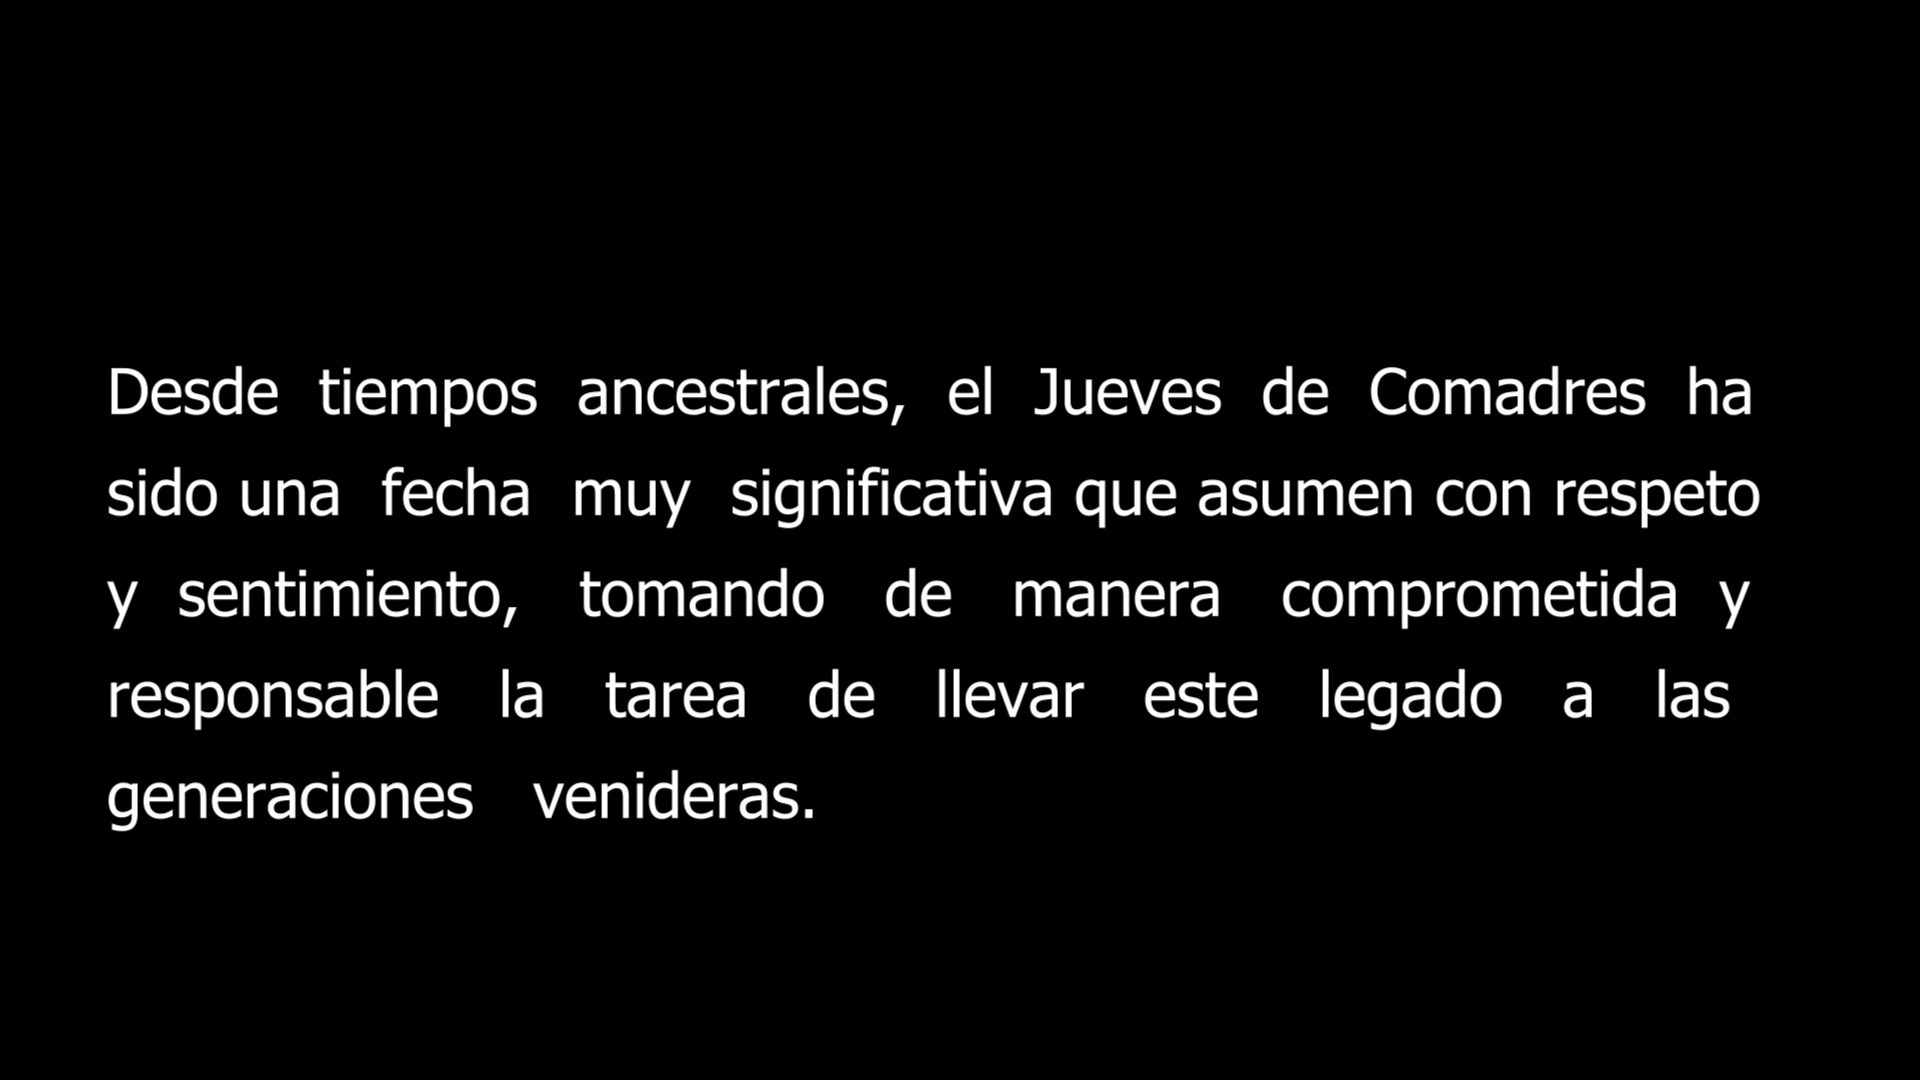 Desde tiempos ancestrales, el Jueves de Comadres ha
sido una fecha muy significativa que asumen con respeto
y sentimiento, tomando de manera comprometida y
responsable la tarea de llevar este legado a las
generaciones venideras.